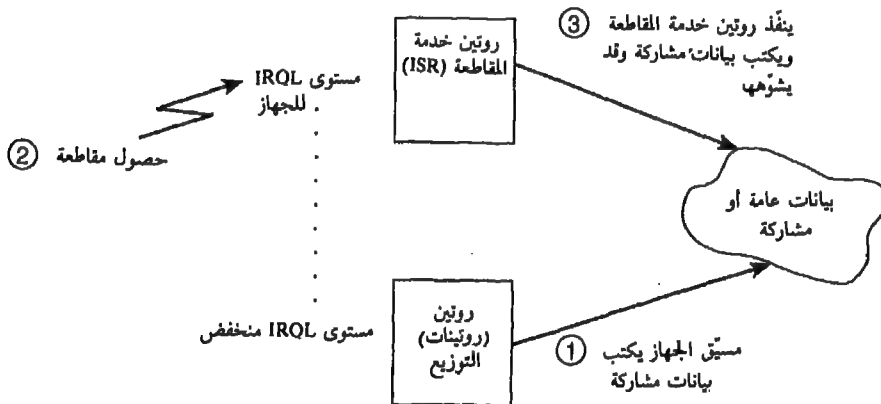 ③ ينفّذ روتين خدمة المقاطعة
ويكتب بيانات مشاركة وقد
يشوّهها
روتين خدمة
المقاطعة (ISR)
مستوى IRQL
للجهاز
② حصول مقاطعة
بيانات عامة أو
مشاركة
مستوى IRQL منخفض
روتين
(روتينات)
التوزيع
① مسيّق الجهاز يكتب
بيانات مشاركة